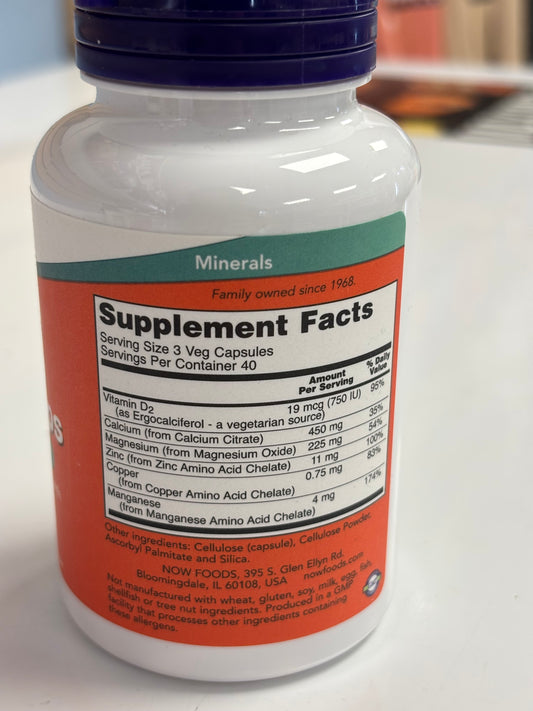 Minerals
Family owned since 1968.
Supplement Facts
Serving Size 3 Veg Capsules
Servings Per Container 40
Amount Per Serving
% Daily Value
Vitamin D2 19 mcg (750 IU) 95%
(as Ergocalciferol - a vegetarian source)
Calcium (from Calcium Citrate) 450 mg 35%
Magnesium (from Magnesium Oxide) 225 mg 54%
Zinc (from Zinc Amino Acid Chelate) 11 mg 100%
Copper 0.75 mg 83%
(from Copper Amino Acid Chelate)
Manganese 4 mg 174%
(from Manganese Amino Acid Chelate)
Other ingredients: Cellulose (capsule), Cellulose Powder,
Ascorbyl Palmitate and Silica.
NOW FOODS, 395 S. Glen Ellyn Rd.
Bloomingdale, IL 60108, USA nowfoods.com
Not manufactured with wheat, gluten, soy, milk, egg, fish,
shellfish or tree nut ingredients. Produced in a GMP
facility that processes other ingredients containing
these allergens.